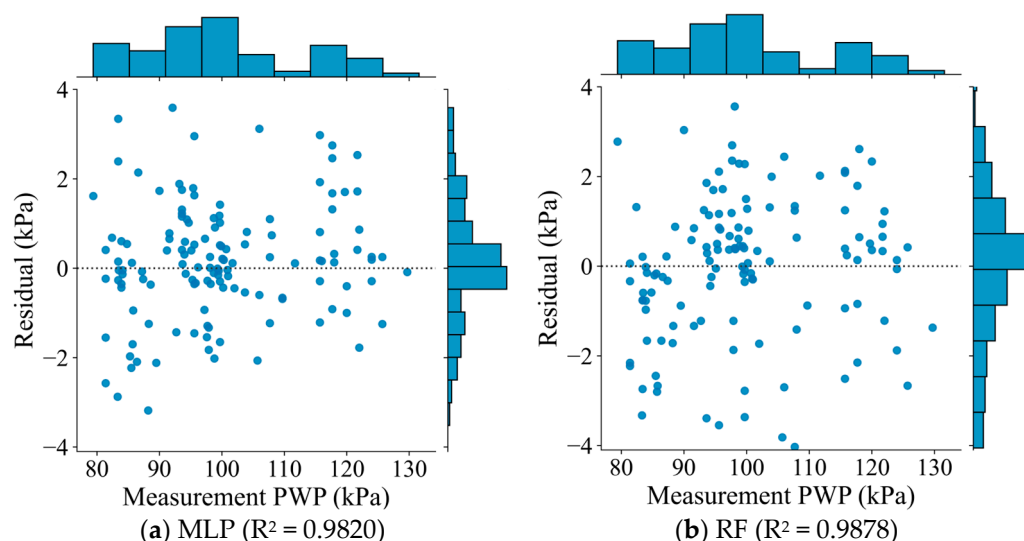 4
2
0
−2
−4
Residual (kPa)
80 90 100 110 120 130
Measurement PWP (kPa)
(a) MLP (R² = 0.9820)
4
2
0
−2
−4
Residual (kPa)
80 90 100 110 120 130
Measurement PWP (kPa)
(b) RF (R² = 0.9878)